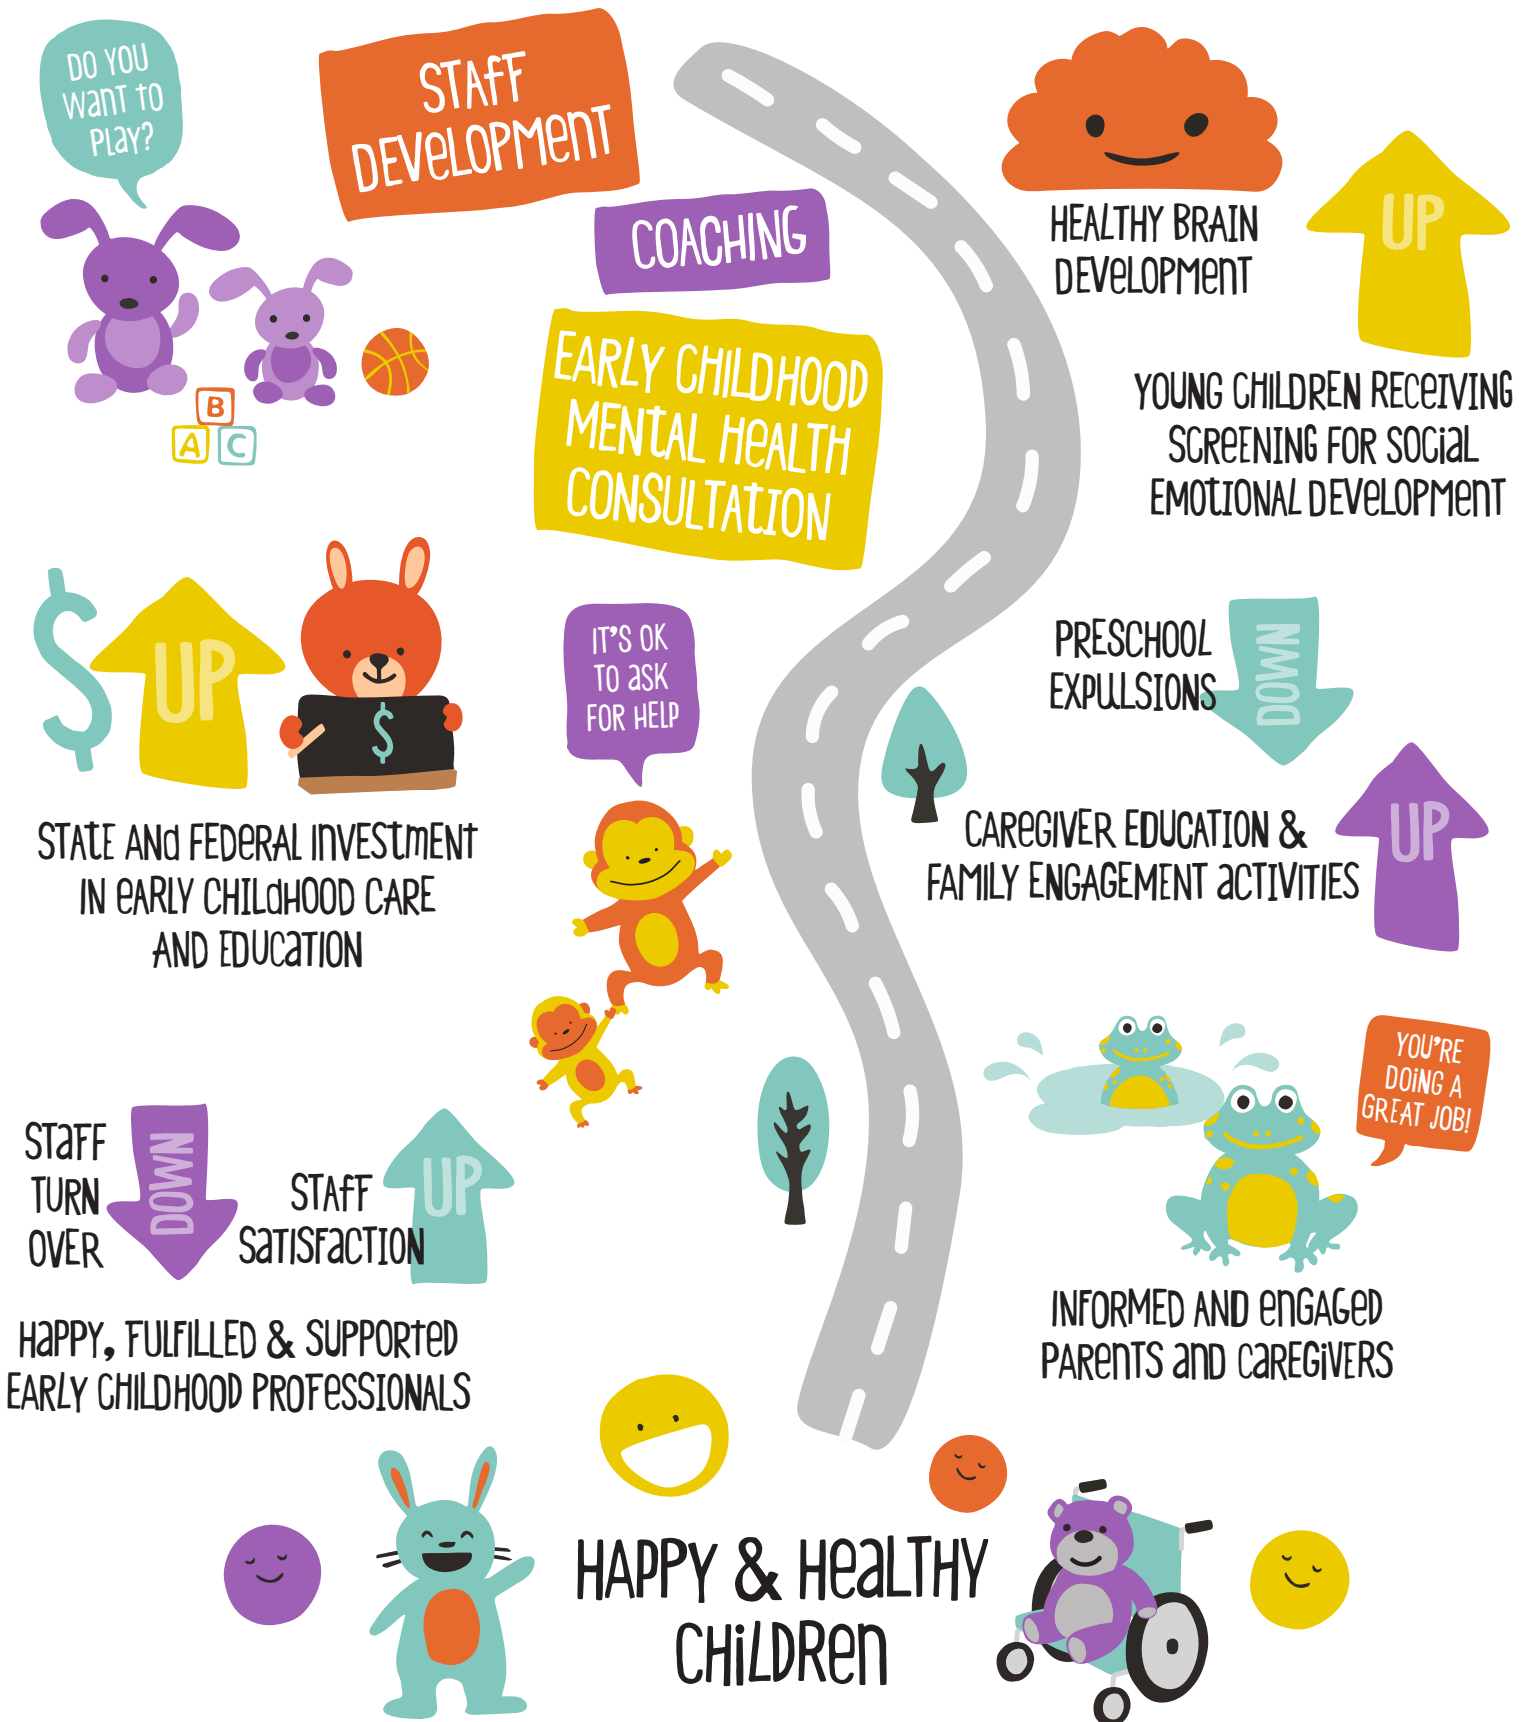 DO YOU
WANT TO
PLAY?
STAFF
DEVELOPMENT
COACHING
EARLY CHILDHOOD
MENTAL HEALTH
CONSULTATION
B
A C
HEALTHY BRAIN
DEVELOPMENT
UP
YOUNG CHILDREN RECEIVING
SCREENING FOR SOCIAL
EMOTIONAL DEVELOPMENT
$
UP
$
STATE AND FEDERAL INVESTMENT
IN EARLY CHILDHOOD CARE
AND EDUCATION
IT'S OK
TO ASK
FOR HELP
PRESCHOOL
EXPULSIONS
DOWN
CAREGIVER EDUCATION &
FAMILY ENGAGEMENT ACTIVITIES
UP
STAFF
TURN
OVER
DOWN
STAFF
SATISFACTION
UP
HAPPY, FULFILLED & SUPPORTED
EARLY CHILDHOOD PROFESSIONALS
YOU'RE
DOING A
GREAT JOB!
INFORMED AND ENGAGED
PARENTS AND CAREGIVERS
HAPPY & HEALTHY
CHILDREN